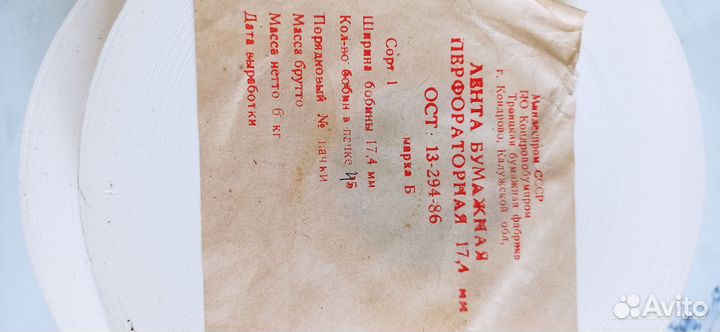 Минлеспром СССР
ПО Кондровобумпром
Троицкая бумажная фабрика
г. Кондрово, Калужской обл,
ЛЕНТА БУМАЖНАЯ
ПЕРФОРАТОРНАЯ 17,4 мм
ОСТ 13-294-86
марка Б
Сорт 1
Ширина бобины 17,4 мм
Кол-во бобин в пачке 45
Порядковый № пачки
Масса брутто
Масса нетто 6 кг
Дата выработки
Avito